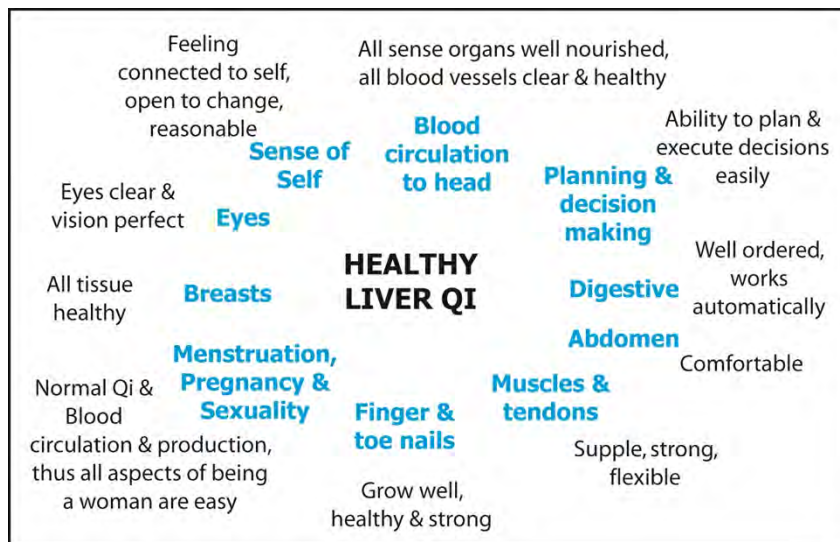 Feeling
connected to self,
open to change,
reasonable
Sense of
Self
All sense organs well nourished,
all blood vessels clear & healthy
Blood
circulation
to head
Ability to plan &
execute decisions
easily
Planning &
decision
making
Eyes clear &
vision perfect
Eyes
HEALTHY
LIVER QI
Well ordered,
works
automatically
Digestive
All tissue
healthy
Breasts
Abdomen
Comfortable
Menstruation,
Pregnancy &
Sexuality
Normal Qi &
Blood
circulation & production,
thus all aspects of being
a woman are easy
Finger &
toe nails
Grow well,
healthy & strong
Muscles &
tendons
Supple, strong,
flexible